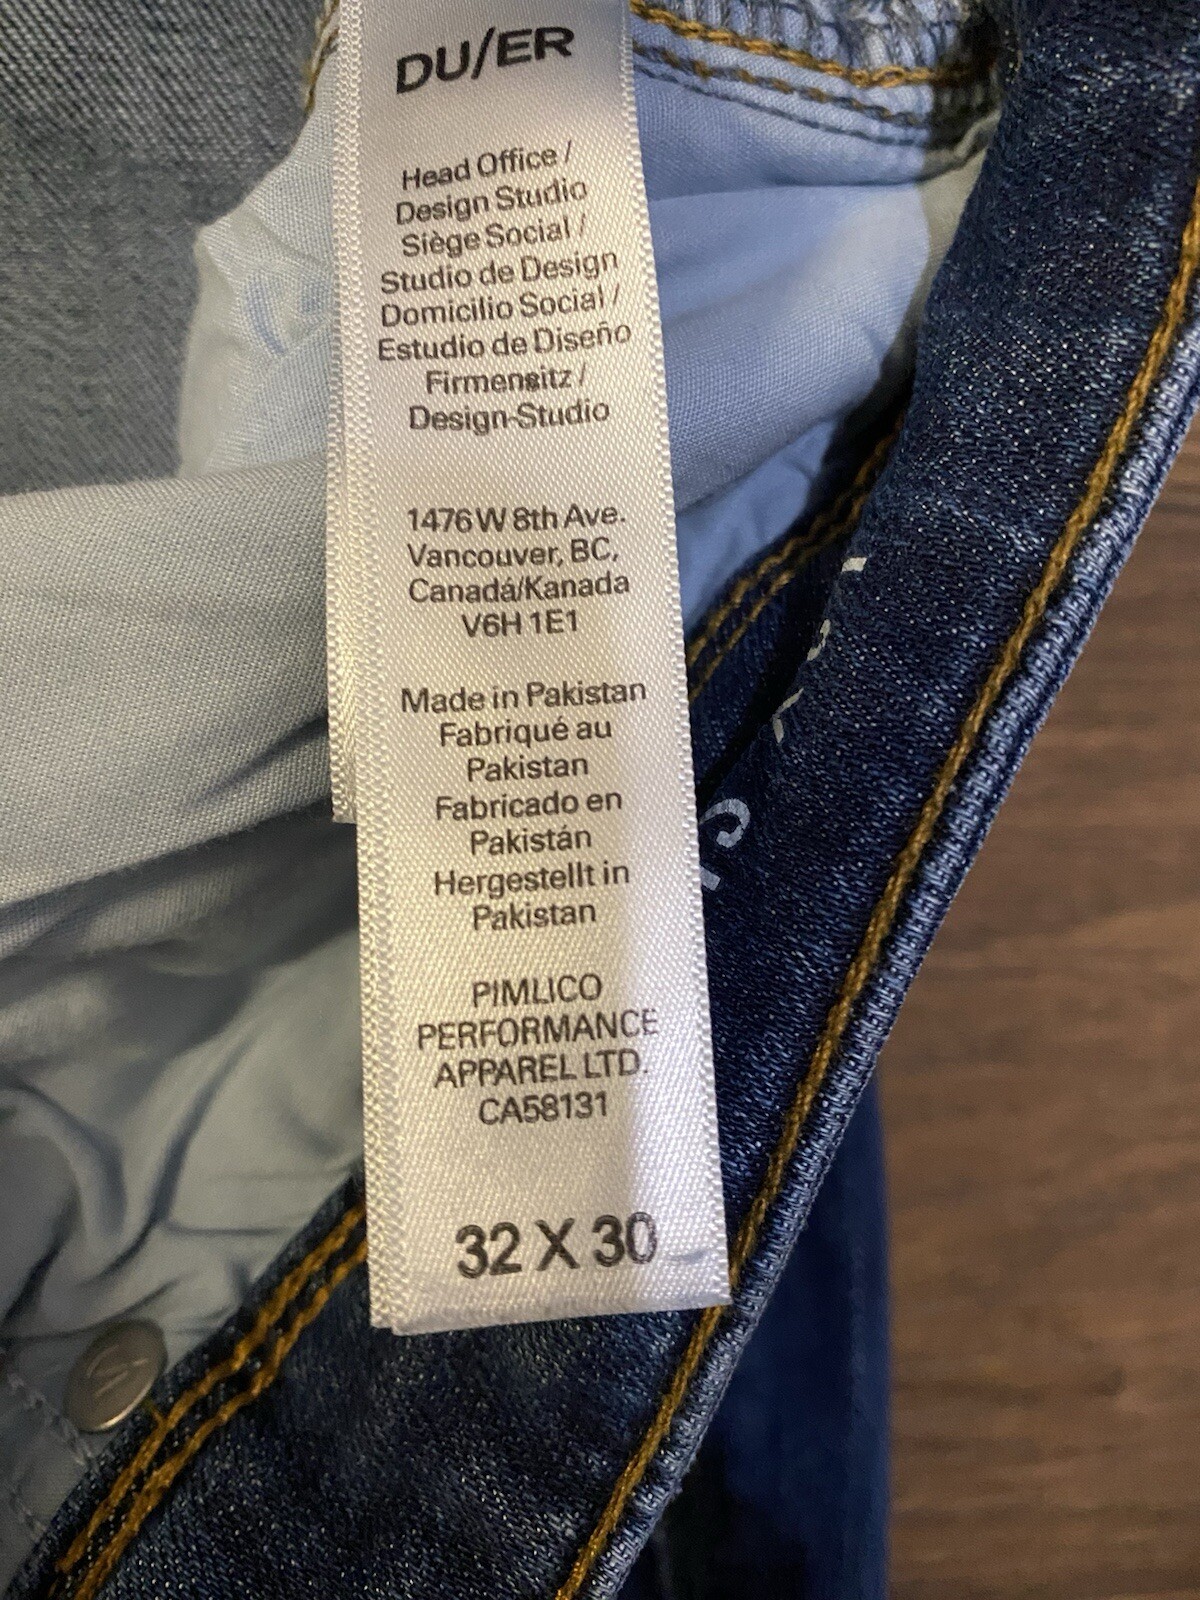 DU/ER
Head Office /
Design Studio
Siège Social /
Studio de Design
Domicilio Social /
Estudio de Diseño
Firmensitz /
Design-Studio
1476 W 8th Ave.
Vancouver, BC,
Canadá/Kanada
V6H 1E1
Made in Pakistan
Fabriqué au
Pakistan
Fabricado en
Pakistán
Hergestellt in
Pakistan
PIMLICO
PERFORMANCE
APPAREL LTD.
CA58131
32 X 30